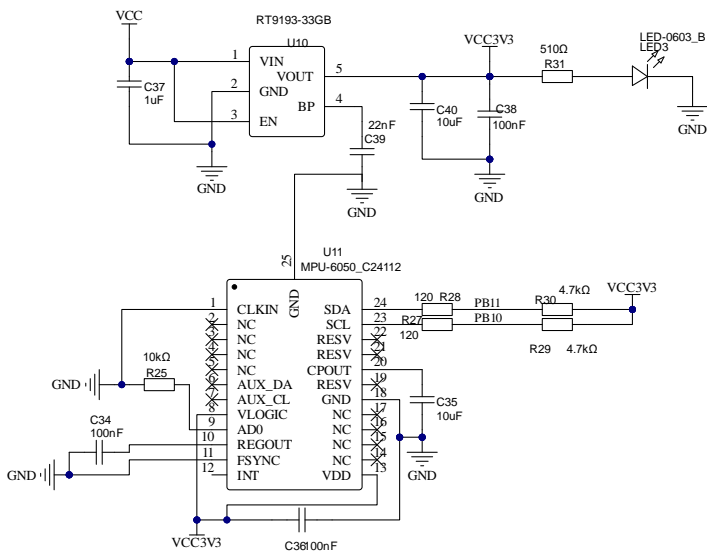 RT9193-33GB
VCC
U10
VCC3V3
LED-0603_B
LED3
510Ω
R31
1
VIN
VOUT
5
2
GND
BP
4
3
EN
C37
1uF
C40
10uF
C38
100nF
22nF
C39
GND
GND
GND
GND
25
U11
MPU-6050_C24112
GND
1
CLKIN
SDA
24
120
R28
PB11
R30
4.7kΩ
VCC3V3
2
NC
SCL
23
R27
120
PB10
R29
4.7kΩ
3
NC
RESV
22
4
NC
RESV
21
5
NC
CPOUT
20
6
AUX_DA
RESV
19
7
AUX_CL
GND
18
8
VLOGIC
NC
17
9
AD0
NC
16
10
REGOUT
NC
15
11
FSYNC
NC
14
12
INT
VDD
13
10kΩ
R25
GND
C34
100nF
GND
C35
10uF
GND
VCC3V3
C36100nF